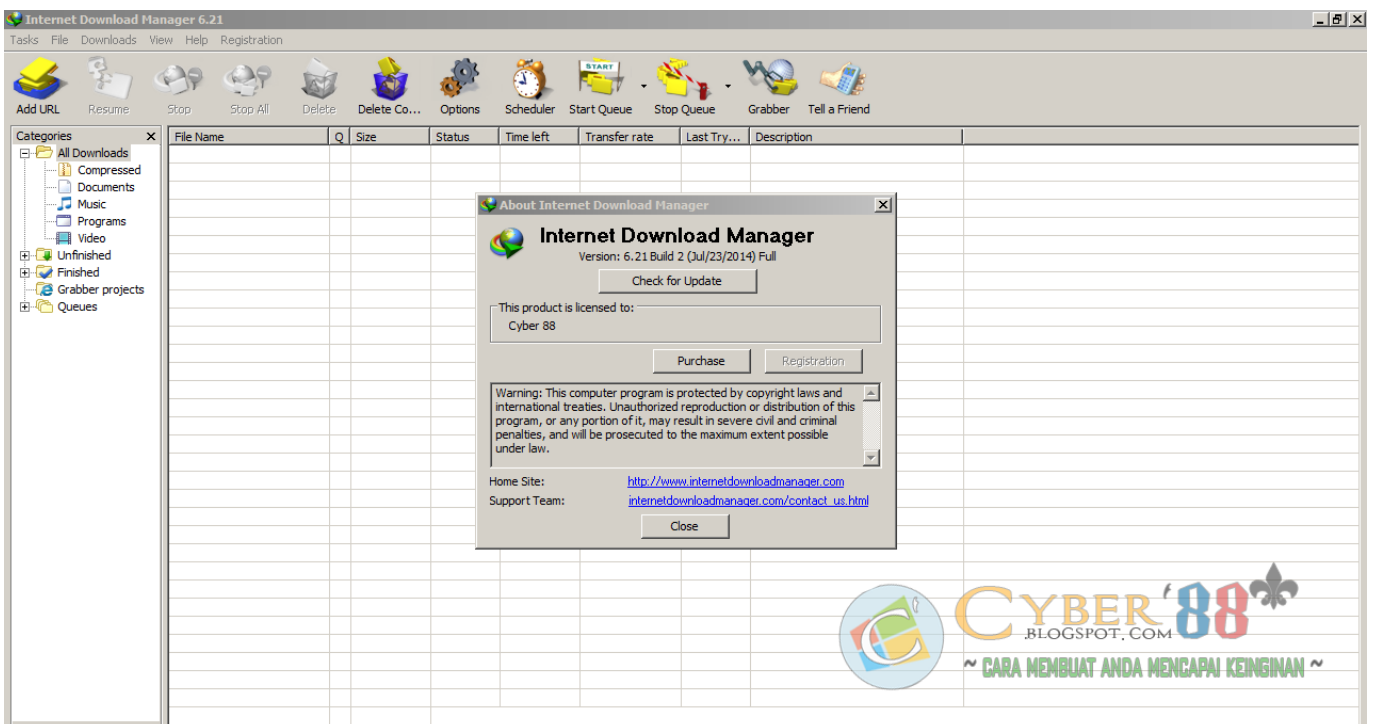 Internet Download Manager 6.21
Tasks File Downloads View Help Registration
START
Add URL Resume Stop Stop All Delete Delete Co... Options Scheduler Start Queue Stop Queue Grabber Tell a Friend
Categories x File Name Q Size Status Time left Transfer rate Last Try... Description
All Downloads
Compressed
Documents
Music
Programs
Video
Unfinished
Finished
Grabber projects
Queues
About Internet Download Manager
Internet Download Manager
Version: 6.21 Build 2 (Jul/23/2014) Full
Check for Update
This product is licensed to:
Cyber 88
Purchase Registration
Warning: This computer program is protected by copyright laws and
international treaties. Unauthorized reproduction or distribution of this
program, or any portion of it, may result in severe civil and criminal
penalties, and will be prosecuted to the maximum extent possible
under law.
Home Site: http://www.internetdownloadmanager.com
Support Team: internetdownloadmanager.com/contact_us.html
Close
CYBER '88
.BLOGSPOT.COM
~ CARA MEMBUAT ANDA MENCAPAI KEINGINAN ~